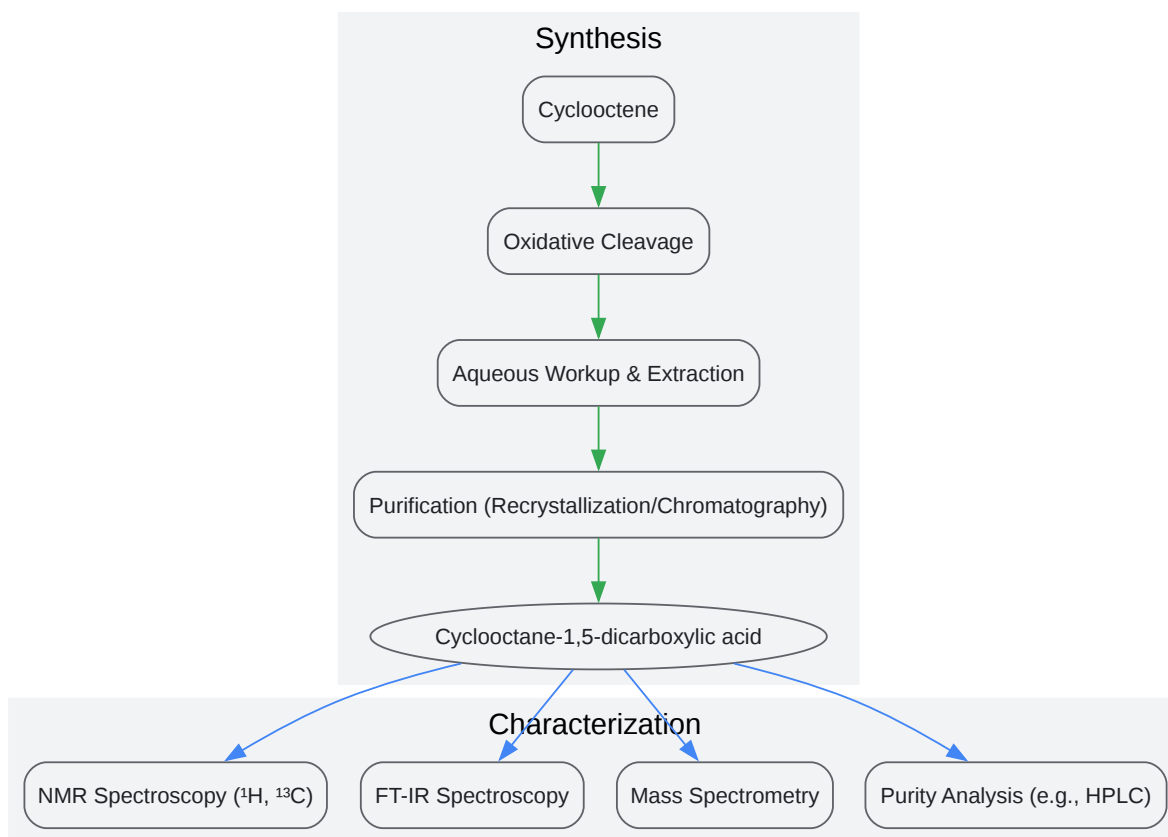 Synthesis
Cyclooctene
Oxidative Cleavage
Aqueous Workup & Extraction
Purification (Recrystallization/Chromatography)
Cyclooctane-1,5-dicarboxylic acid
Characterization
NMR Spectroscopy (¹H, ¹³C)
FT-IR Spectroscopy
Mass Spectrometry
Purity Analysis (e.g., HPLC)